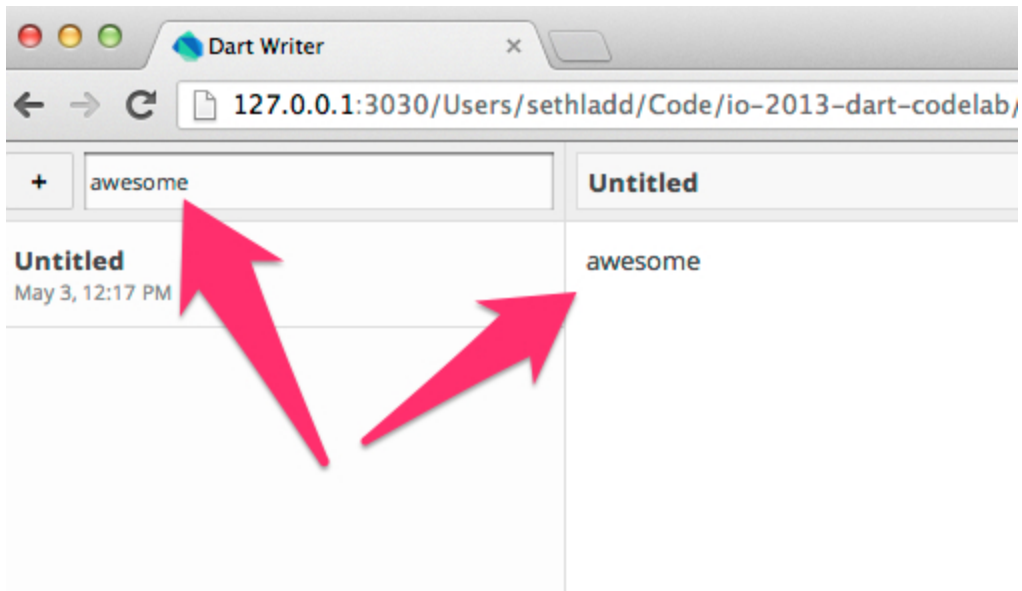 Dart Writer
127.0.0.1:3030/Users/sethladd/Code/io-2013-dart-codelab/
+ awesome
Untitled
Untitled
May 3, 12:17 PM
awesome